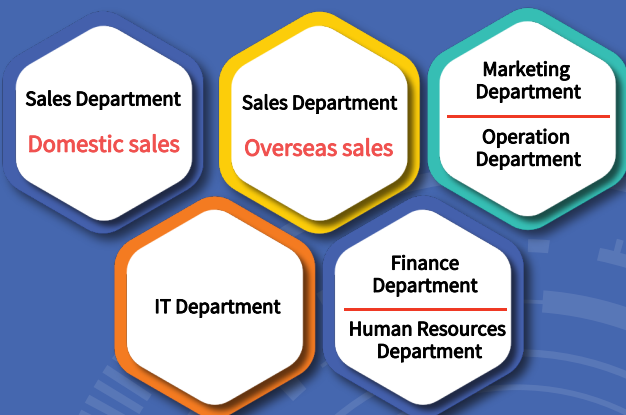 Sales Department
Domestic sales
Sales Department
Overseas sales
Marketing
Department
Operation
Department
IT Department
Finance
Department
Human Resources
Department